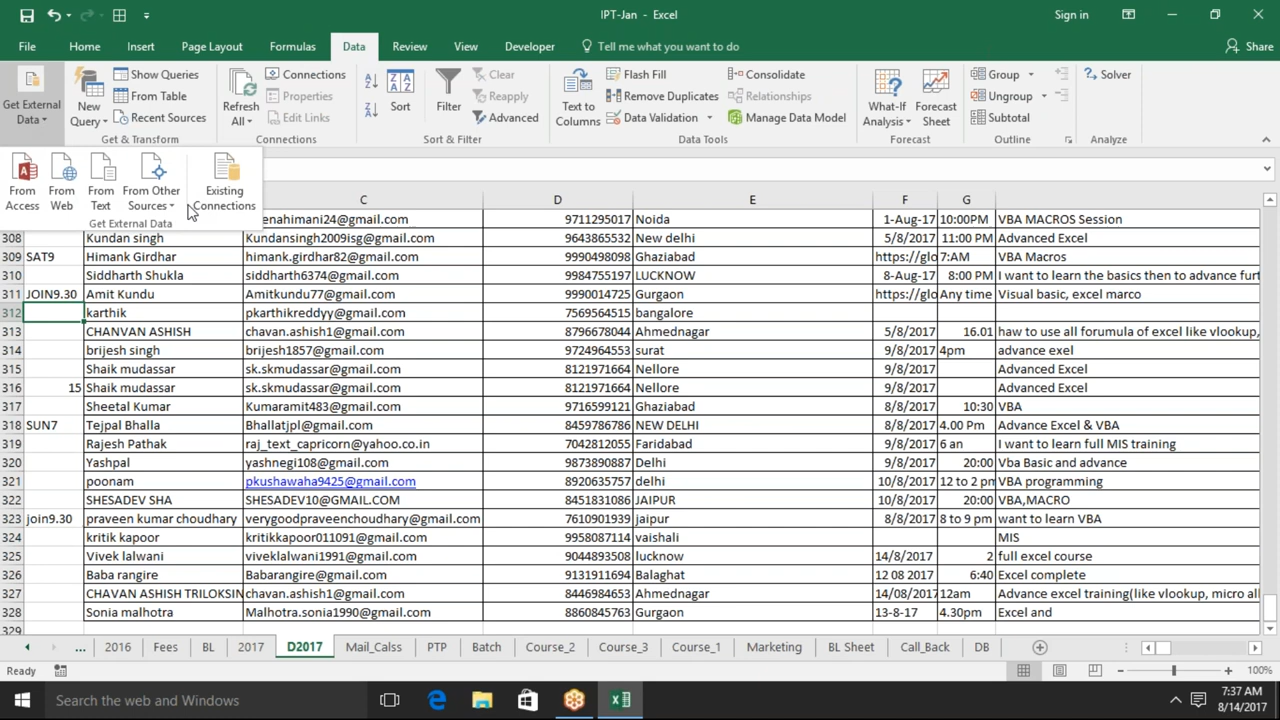 IPT-Jan - Excel
Sign in
File Home Insert Page Layout Formulas Data Review View Developer Tell me what you want to do Share
Get External Data
New Query
Show Queries
From Table
Recent Sources
Get & Transform
Refresh All
Connections
Properties
Edit Links
Connections
Sort
Filter
Clear
Reapply
Advanced
Sort & Filter
Text to Columns
Flash Fill
Remove Duplicates
Data Validation
Consolidate
Relationships
Manage Data Model
Data Tools
What-If Analysis
Forecast Sheet
Forecast
Group
Ungroup
Subtotal
Outline
Solver
Analyze
From Access
From Web
From Text
From Other Sources
Existing Connections
Get External Data
C D E F G
enahimani24@gmail.com 9711295017 Noida 1-Aug-17 10:00PM VBA MACROS Session
308 Kundan singh Kundansingh2009isg@gmail.com 9643865532 New delhi 5/8/2017 11:00 PM Advanced Excel
309 SAT9 Himank Girdhar himank.girdhar82@gmail.com 9990498098 Ghaziabad https://glo 7:AM VBA Macros
310 Siddharth Shukla siddharth6374@gmail.com 9984755197 LUCKNOW 8-Aug-17 8:00 PM I want to learn the basics then to advance furt
311 JOIN9.30 Amit Kundu Amitkundu77@gmail.com 9990014725 Gurgaon https://glo Any time Visual basic, excel marco
312 karthik pkarthikreddyy@gmail.com 7569564515 bangalore
313 CHANVAN ASHISH chavan.ashish1@gmail.com 8796678044 Ahmednagar 5/8/2017 16.01 haw to use all forumula of excel like vlookup,
314 brijesh singh brijesh1857@gmail.com 9724964553 surat 9/8/2017 4pm advance exel
315 Shaik mudassar sk.skmudassar@gmail.com 8121971664 Nellore 9/8/2017 Advanced Excel
316 15 Shaik mudassar sk.skmudassar@gmail.com 8121971664 Nellore 9/8/2017 Advanced Excel
317 Sheetal Kumar Kumaramit483@gmail.com 9716599121 Ghaziabad 8/8/2017 10:30 VBA
318 SUN7 Tejpal Bhalla Bhallatjpl@gmail.com 8459786786 NEW DELHI 8/8/2017 4.00 Pm Advance Excel & VBA
319 Rajesh Pathak raj_text_capricorn@yahoo.co.in 7042812055 Faridabad 9/8/2017 6 an I want to learn full MIS training
320 Yashpal yashnegi108@gmail.com 9873890887 Delhi 9/8/2017 20:00 Vba Basic and advance
321 poonam pkushawaha9425@gmail.com 8920635757 delhi 10/8/2017 12 to 2 pm VBA programming
322 SHESADEV SHA SHESADEV10@GMAIL.COM 8451831086 JAIPUR 10/8/2017 20:00 VBA,MACRO
323 join9.30 praveen kumar choudhary verygoodpraveenchoudhary@gmail.com 7610901939 jaipur 8/8/2017 8 to 9 pm want to learn VBA
324 kritik kapoor kritikkapoor011091@gmail.com 9958087114 vaishali MIS
325 Vivek lalwani viveklalwani1991@gmail.com 9044893508 lucknow 14/8/2017 2 full excel course
326 Baba rangire Babarangire@gmail.com 9131911694 Balaghat 12 08 2017 6:40 Excel complete
327 CHAVAN ASHISH TRILOKSIN chavan.ashish1@gmail.com 8446984653 Ahmednagar 14/08/2017 12am Advance excel training(like vlookup, micro all
328 Sonia malhotra Malhotra.sonia1990@gmail.com 8860845763 Gurgaon 13-8-17 4.30pm Excel and
329
... 2016 Fees BL 2017 D2017 Mail_Calss PTP Batch Course_2 Course_3 Course_1 Marketing BL Sheet Call_Back DB
Ready 100%
Search the web and Windows
7:37 AM
8/14/2017